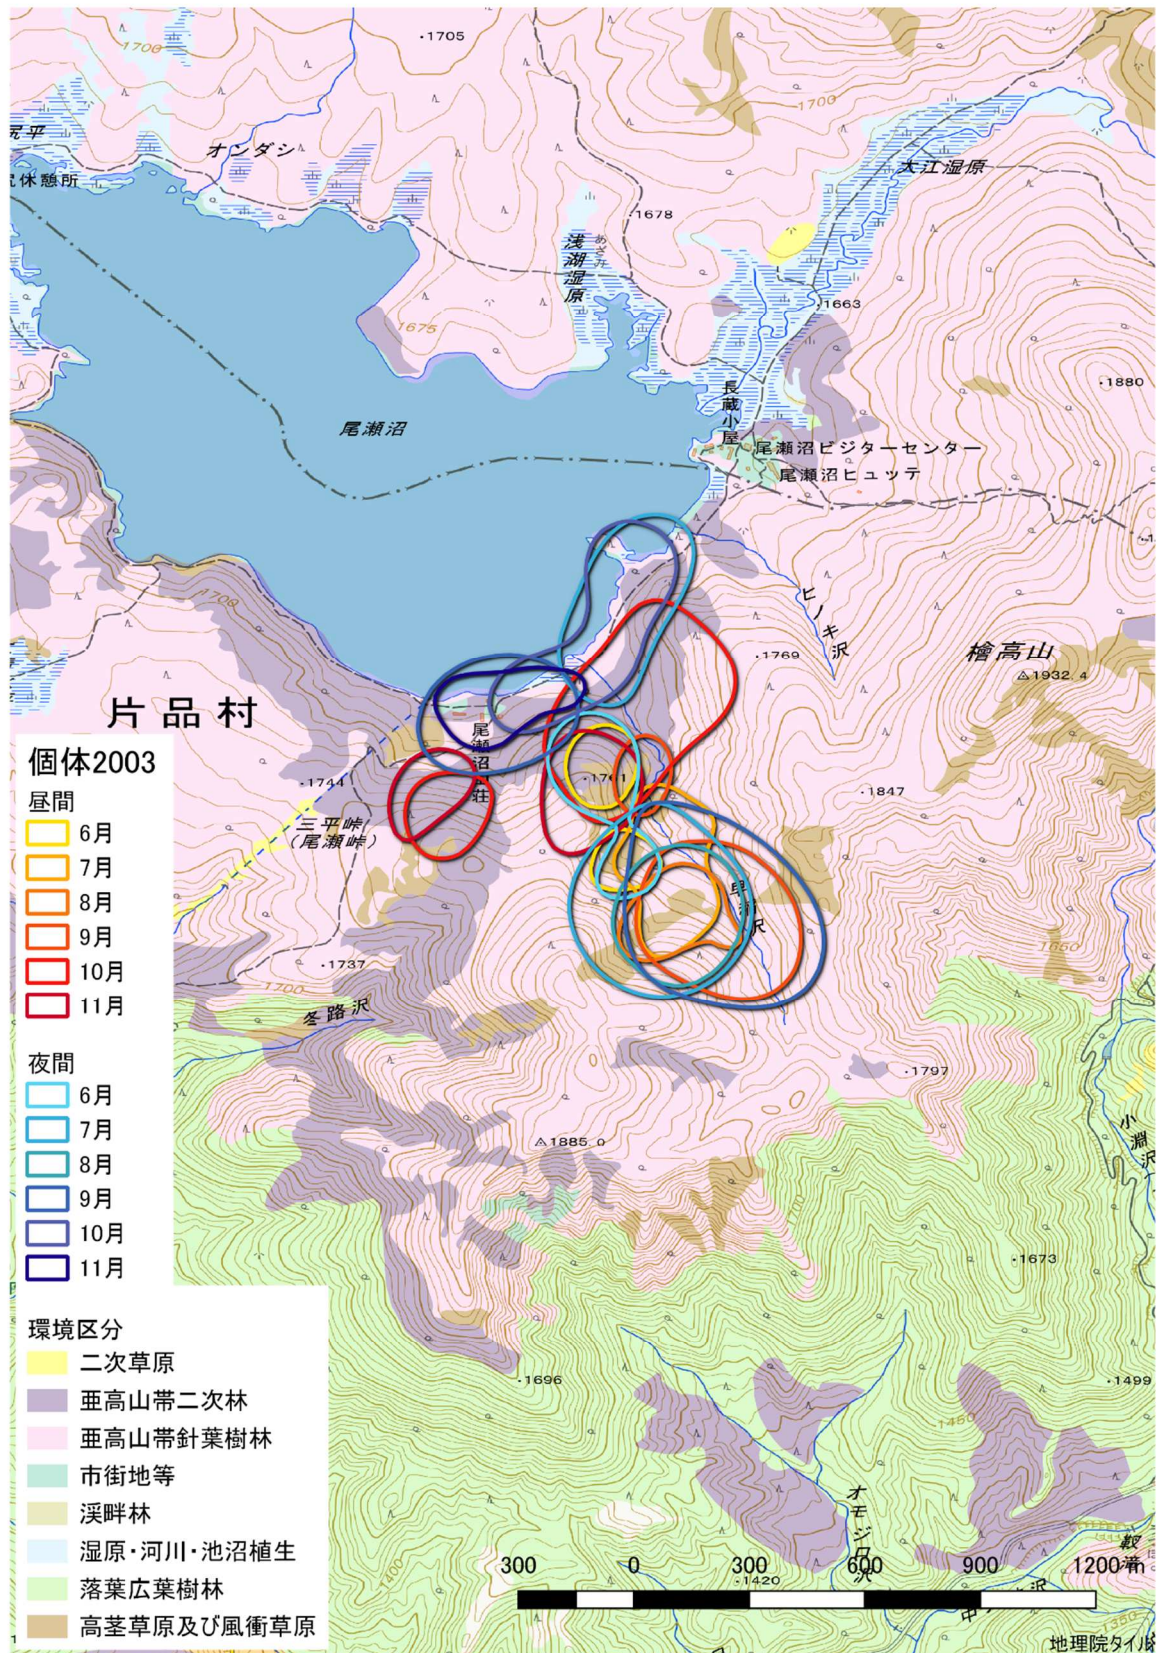 1700
・1705
1700
尻平
オンダシ
大江湿原
尻休憩所
・1678
浅湖湿原
あざみ
・1663
1675
・1880
長蔵小屋
尾瀬沼
尾瀬沼ビジターセンター
尾瀬沼ヒュッテ
1700
ヒノキ沢
・1769
檜高山
△1932.4
片品村
尾瀬沼山荘
・1744
・1761
・1847
三平峠
（尾瀬峠）
・1737
1700
冬路沢
1650
・1797
小淵沢
△1885.0
・1673
・1696
・1499
1450
オモジロ沢
1400
・1420
1350
個体2003
昼間
6月
7月
8月
9月
10月
11月
夜間
6月
7月
8月
9月
10月
11月
環境区分
二次草原
亜高山帯二次林
亜高山帯針葉樹林
市街地等
渓畔林
湿原・河川・池沼植生
落葉広葉樹林
高茎草原及び風衝草原
300 0 300 600 900 1200 m
地理院タイル